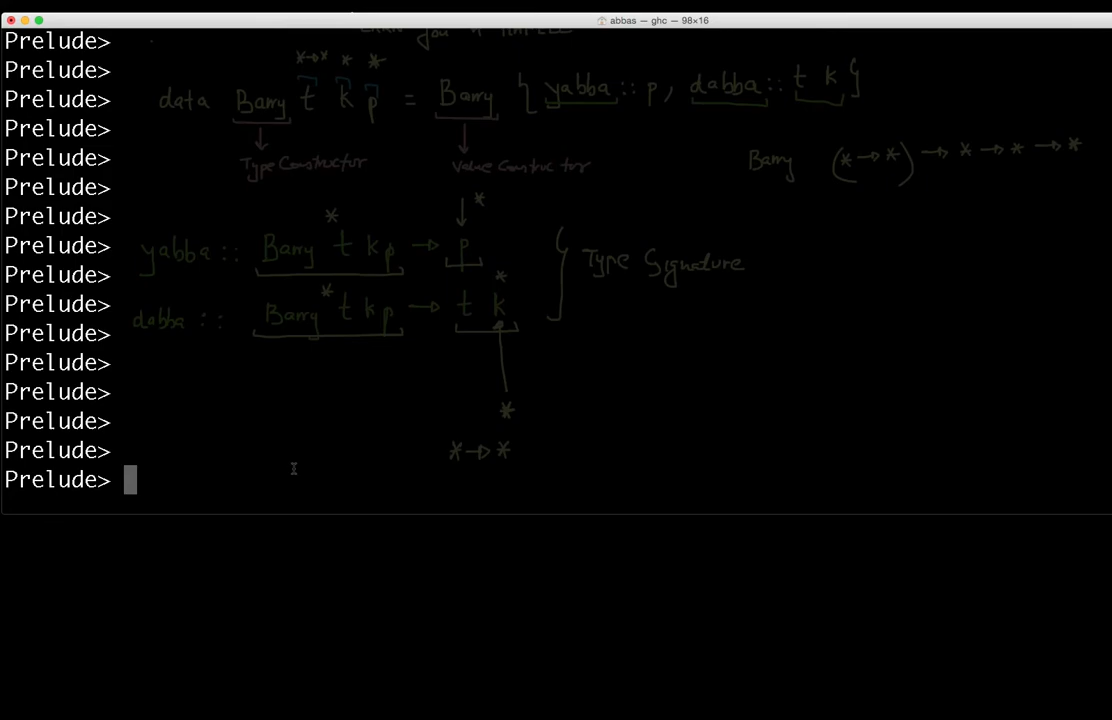 abbas — ghc — 98×16
Prelude>
you a
Prelude>
* → * * *
Prelude>
data Barry t k p = Barry { yabba :: p, dabba :: t k }
Prelude>
Prelude>
Type Constructor Value Constructor Barry (* → *) → * → * → *
Prelude>
*
Prelude>
*
Prelude>
yabba :: Barry t k p → p } Type Signature
Prelude>
* *
Prelude>
dabba :: Barry t k p → t k
Prelude>
Prelude>
Prelude>
*
Prelude>
* → *
Prelude>
Prelude>